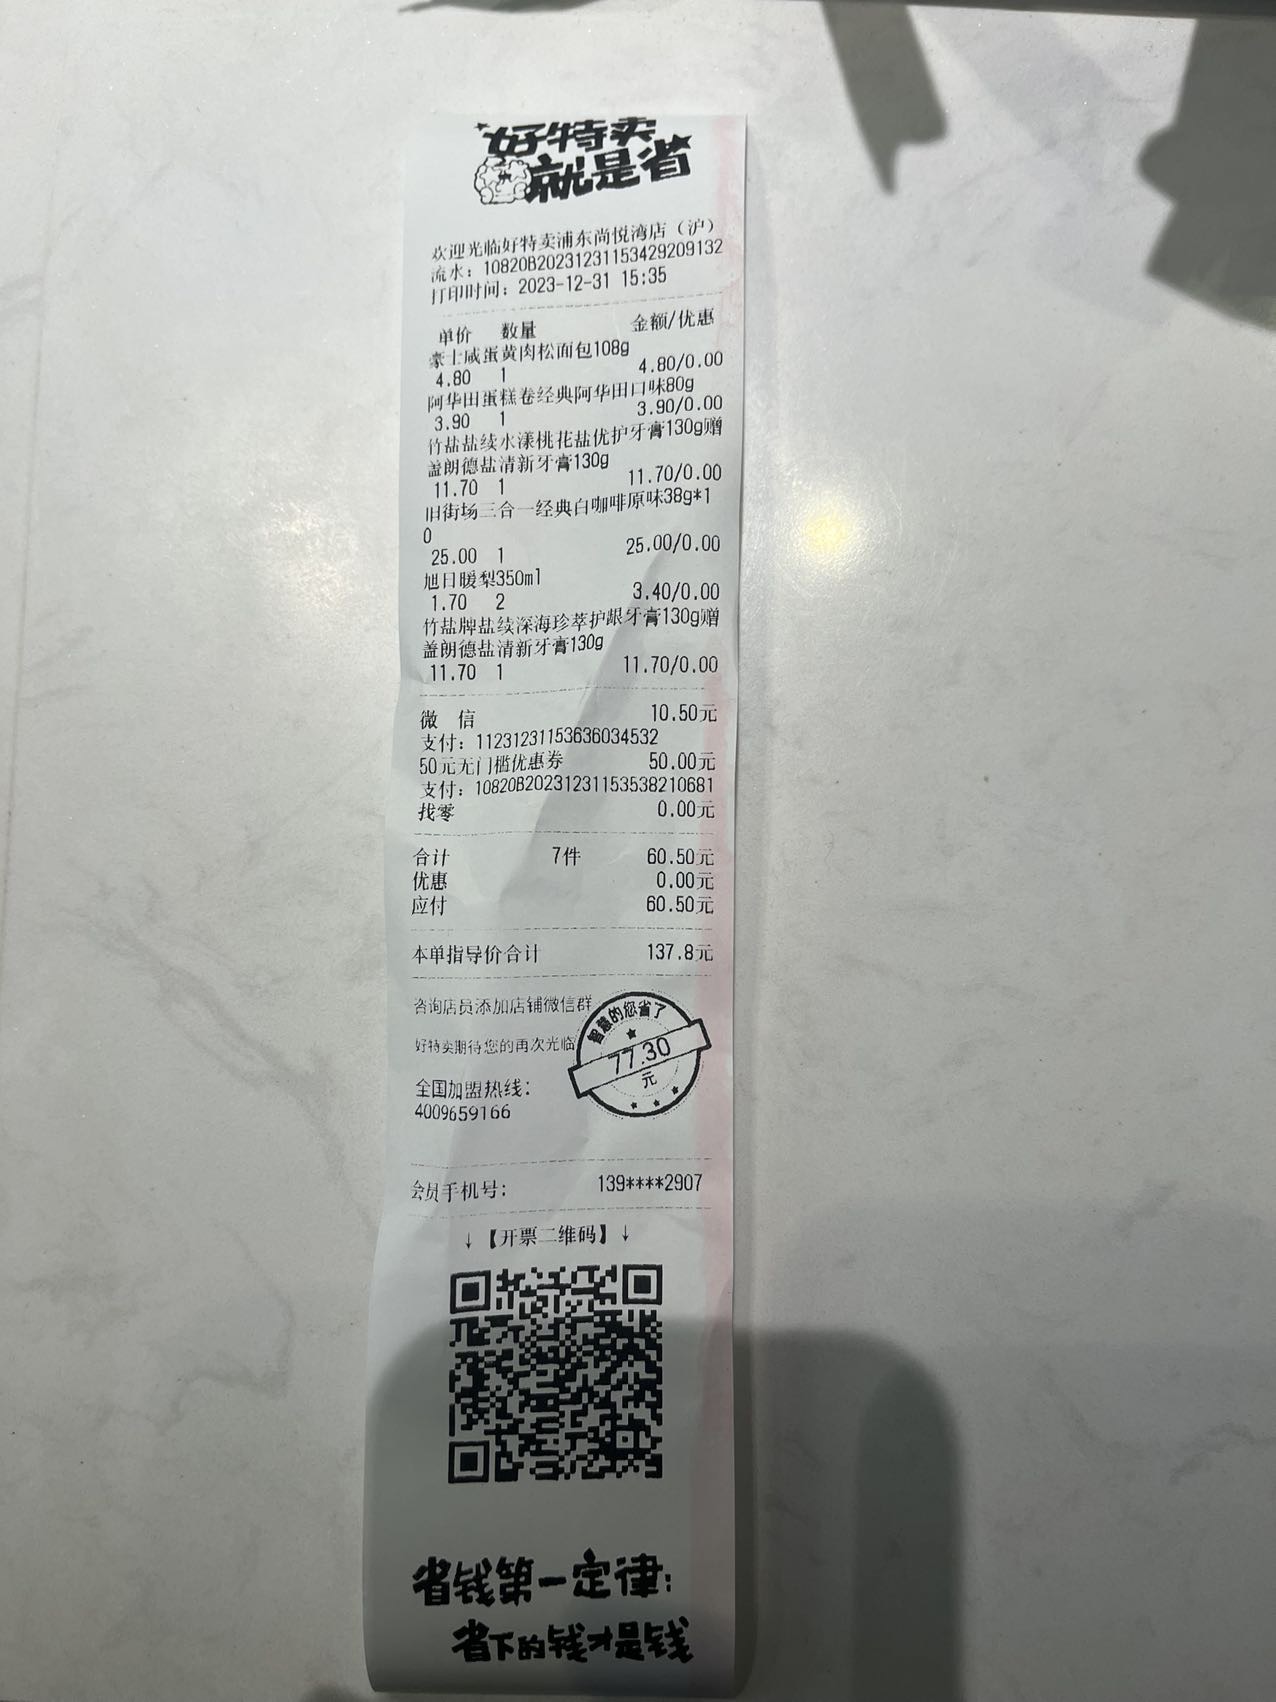 好特卖
就是省
欢迎光临好特卖浦东尚悦湾店（沪）
流水：10820B20231231153429209132
打印时间：2023-12-31 15:35
单价 数量 金额/优惠
豪士咸蛋黄肉松面包108g
4.80 1 4.80/0.00
阿华田蛋糕卷经典阿华田口味80g
3.90 1 3.90/0.00
竹盐盐续水漾桃花盐优护牙膏130g赠
盖朗德盐清新牙膏130g
11.70 1 11.70/0.00
旧街场三合一经典白咖啡原味38g*1
0
25.00 1 25.00/0.00
旭日暖梨350ml
1.70 2 3.40/0.00
竹盐牌盐续深海珍萃护龈牙膏130g赠
盖朗德盐清新牙膏130g
11.70 1 11.70/0.00
微 信 10.50元
支付：11231231153636034532
50元无门槛优惠券 50.00元
支付：10820B20231231153538210681
找零 0.00元
合计 7件 60.50元
优惠 0.00元
应付 60.50元
本单指导价合计 137.8元
咨询店员添加店铺微信群
好特卖期待您的再次光临
智慧的您省了
77.30
元
全国加盟热线：
4009659166
会员手机号： 139****2907
↓【开票二维码】↓
省钱第一定律：
省下的钱才是钱